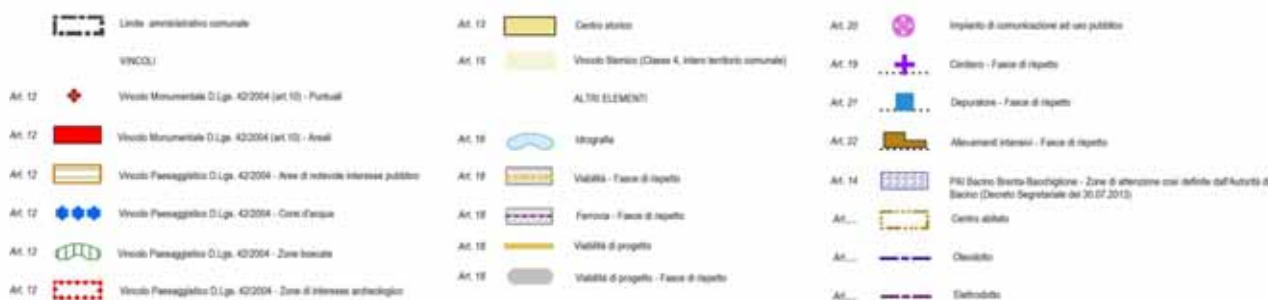 Limite amministrativo comunale
VINCOLI
Art. 12 Vincolo Monumentale D.Lgs. 42/2004 (art.10) - Puntuali
Art. 12 Vincolo Monumentale D.Lgs. 42/2004 (art.10) - Areali
Art. 12 Vincolo Paesaggistico D.Lgs. 42/2004 - Aree di notevole interesse pubblico
Art. 12 Vincolo Paesaggistico D.Lgs. 42/2004 - Corsi d'acqua
Art. 12 Vincolo Paesaggistico D.Lgs. 42/2004 - Zone boscate
Art. 12 Vincolo Paesaggistico D.Lgs. 42/2004 - Zone di interesse archeologico
Art. 13 Centro storico
Art. 15 Vincolo Sismico (Classe 4, intero territorio comunale)
ALTRI ELEMENTI
Art. 16 Idrografia
Art. 18 Viabilità - Fasce di rispetto
Art. 18 Ferrovia - Fasce di rispetto
Art. 18 Viabilità di progetto
Art. 18 Viabilità di progetto - Fasce di rispetto
Art. 20 Impianto di comunicazione ad uso pubblico
Art. 19 Cimitero - Fasce di rispetto
Art. 21 Depuratore - Fasce di rispetto
Art. 22 Allevamenti intensivi - Fasce di rispetto
Art. 14 PAI Bacino Brenta-Bacchiglione - Zone di attenzione così definite dall'Autorità di
Bacino (Decreto Segretariale del 30.07.2013)
Art.... Centro abitato
Art.... Oleodotto
Art.... Elettrodotto